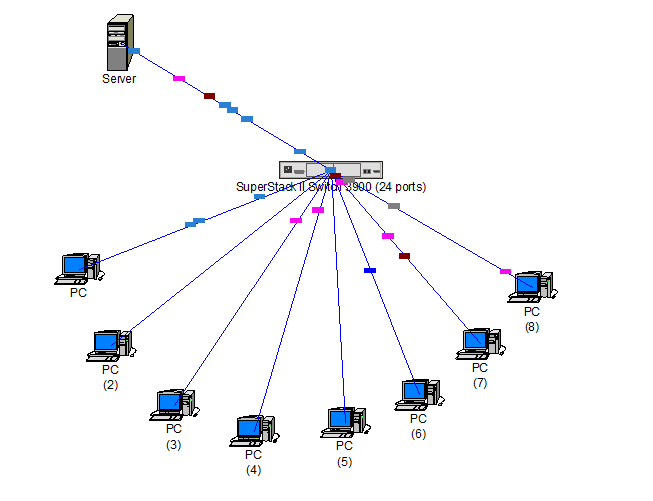 Server
SuperStack II Switch 3900 (24 ports)
PC
PC
(8)
PC
(2)
PC
(7)
PC
(3)
PC
(6)
PC
(4)
PC
(5)